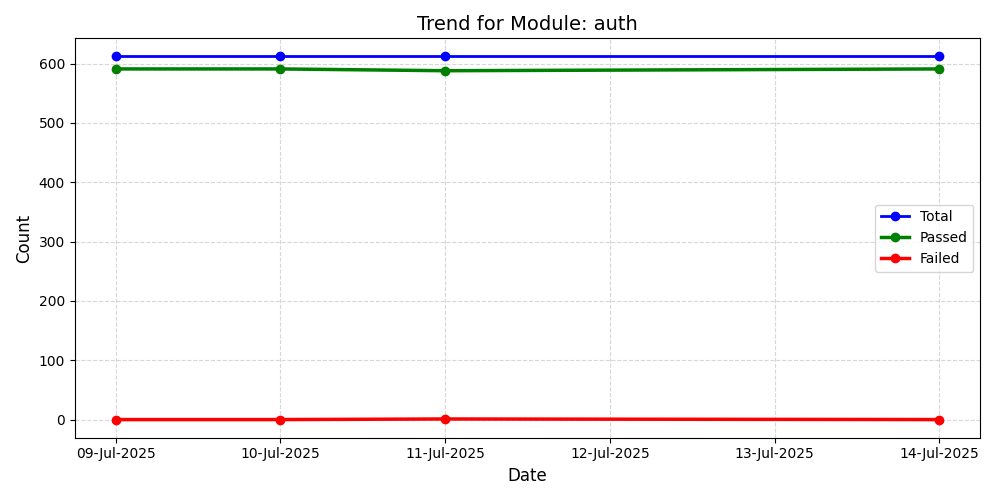 Trend for Module: auth
600
500
400
300
200
100
0
Count
Total
Passed
Failed
09-Jul-2025 10-Jul-2025 11-Jul-2025 12-Jul-2025 13-Jul-2025 14-Jul-2025
Date